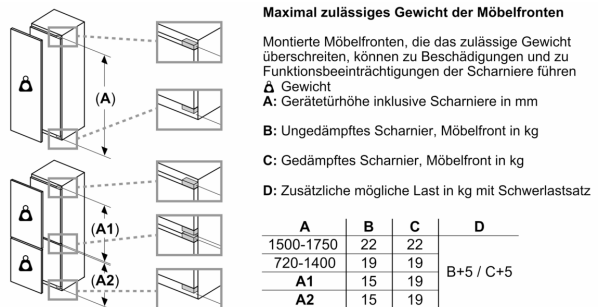 Maximal zulässiges Gewicht der Möbelfronten
Montierte Möbelfronten, die das zulässige Gewicht
überschreiten, können zu Beschädigungen und zu
Funktionsbeeinträchtigungen der Scharniere führen
Gewicht
A: Gerätetürhöhe inklusive Scharniere in mm
B: Ungedämpftes Scharnier, Möbelfront in kg
C: Gedämpftes Scharnier, Möbelfront in kg
D: Zusätzliche mögliche Last in kg mit Schwerlastsatz
(A)
(A1)
(A2)
A B C D
1500-1750 22 22
720-1400 19 19
B+5 / C+5
A1 15 19
A2 15 19